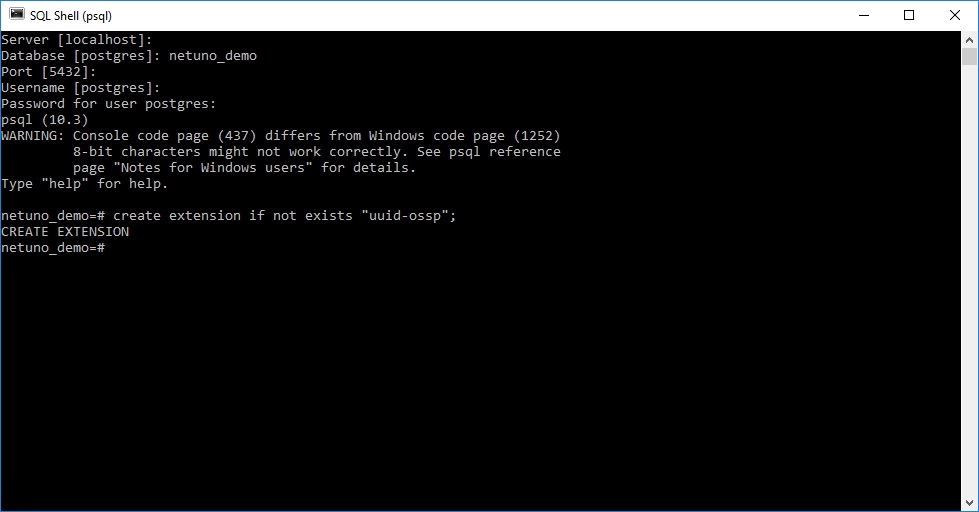 SQL Shell (psql)
Server [localhost]:
Database [postgres]: netuno_demo
Port [5432]:
Username [postgres]:
Password for user postgres:
psql (10.3)
WARNING: Console code page (437) differs from Windows code page (1252)
         8-bit characters might not work correctly. See psql reference
         page "Notes for Windows users" for details.
Type "help" for help.
netuno_demo=# create extension if not exists "uuid-ossp";
CREATE EXTENSION
netuno_demo=#